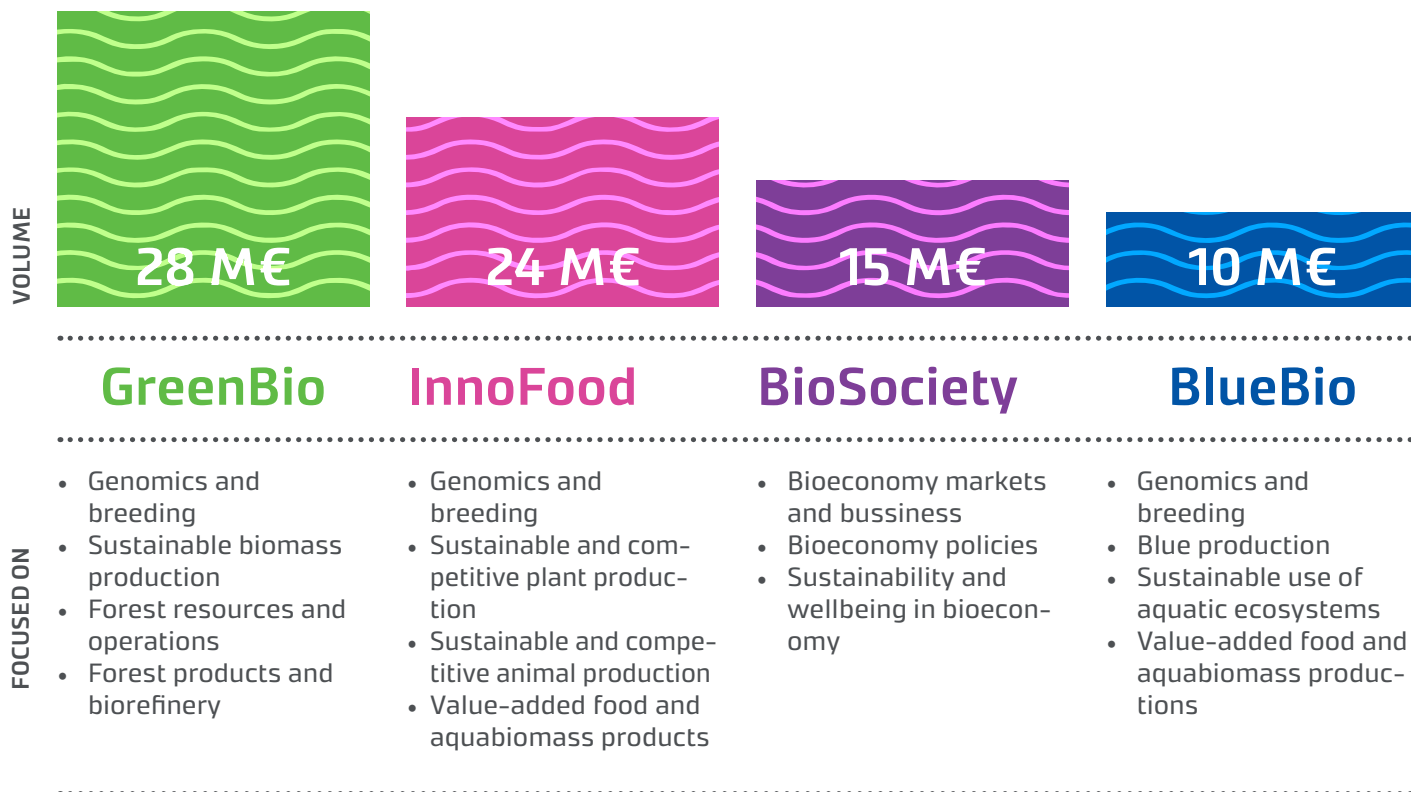 VOLUME
28 M€
24 M€
15 M€
10 M€
GreenBio
InnoFood
BioSociety
BlueBio
FOCUSED ON
• Genomics and
breeding
• Sustainable biomass
production
• Forest resources and
operations
• Forest products and
biorefinery
• Genomics and
breeding
• Sustainable and com-
petitive plant produc-
tion
• Sustainable and compe-
titive animal production
• Value-added food and
aquabiomass products
• Bioeconomy markets
and bussiness
• Bioeconomy policies
• Sustainability and
wellbeing in bioecon-
omy
• Genomics and
breeding
• Blue production
• Sustainable use of
aquatic ecosystems
• Value-added food and
aquabiomass produc-
tions